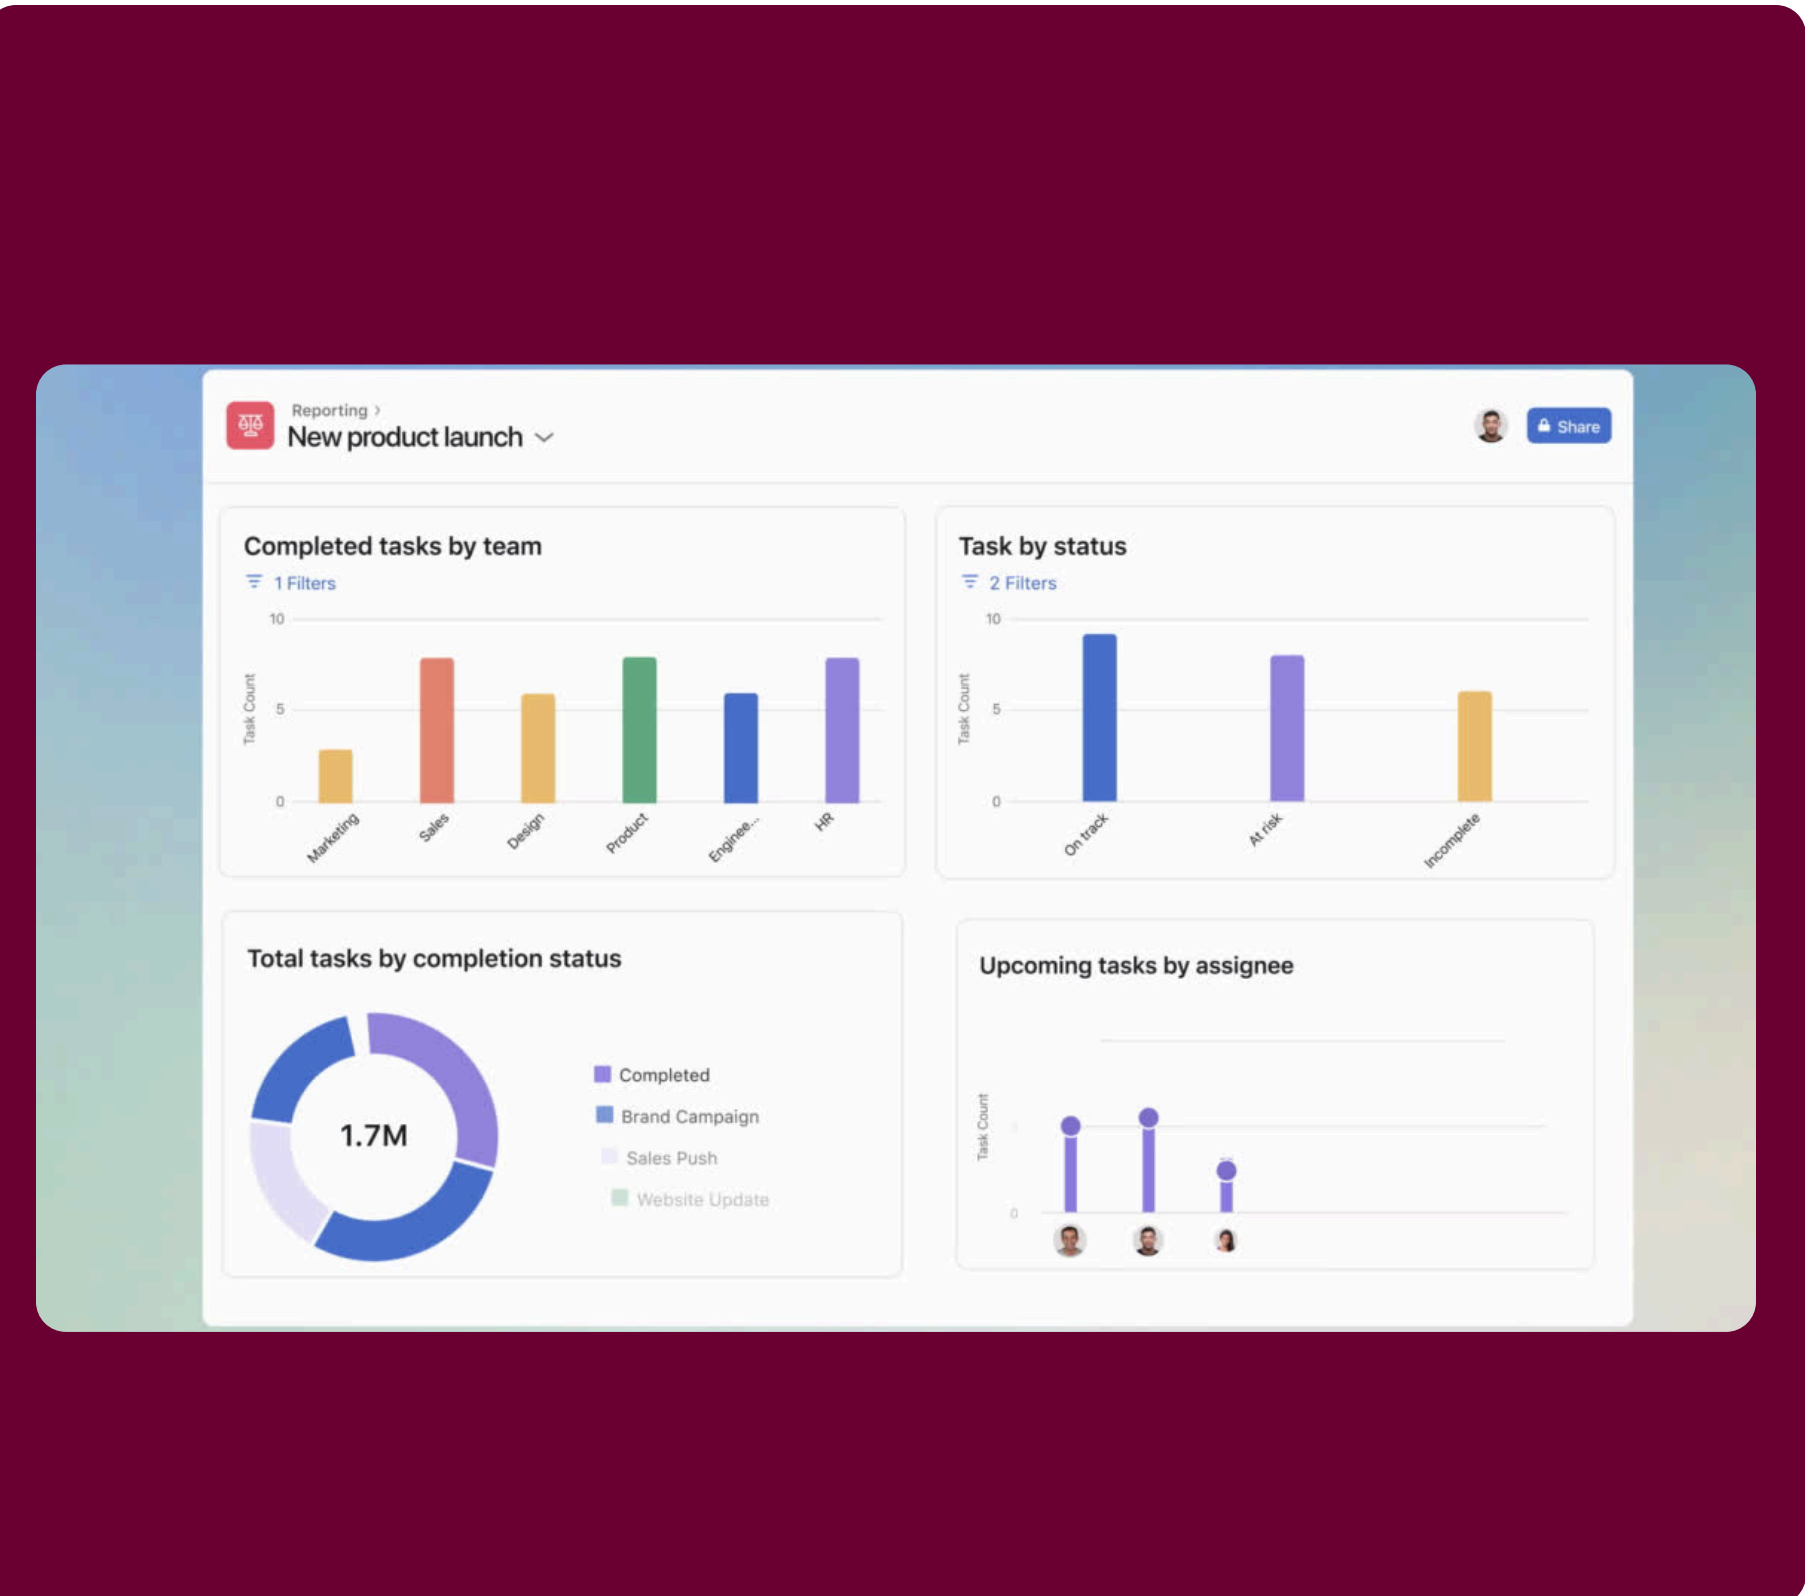 Reporting ›
New product launch
Share
Completed tasks by team
1 Filters
10
5
0
Task Count
Marketing
Sales
Design
Product
Enginee...
HR
Task by status
2 Filters
10
5
0
Task Count
On track
At risk
Incomplete
Total tasks by completion status
1.7M
Completed
Brand Campaign
Sales Push
Website Update
Upcoming tasks by assignee
Task Count
0